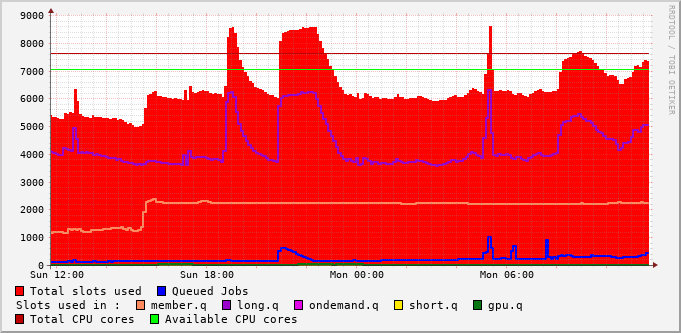 9000
8000
7000
6000
5000
4000
3000
2000
1000
0
Sun 12:00 Sun 18:00 Mon 00:00 Mon 06:00
RRDTOOL / TOBI OETIKER
Total slots used Queued Jobs
Slots used in : member.q long.q ondemand.q short.q gpu.q
Total CPU cores Available CPU cores